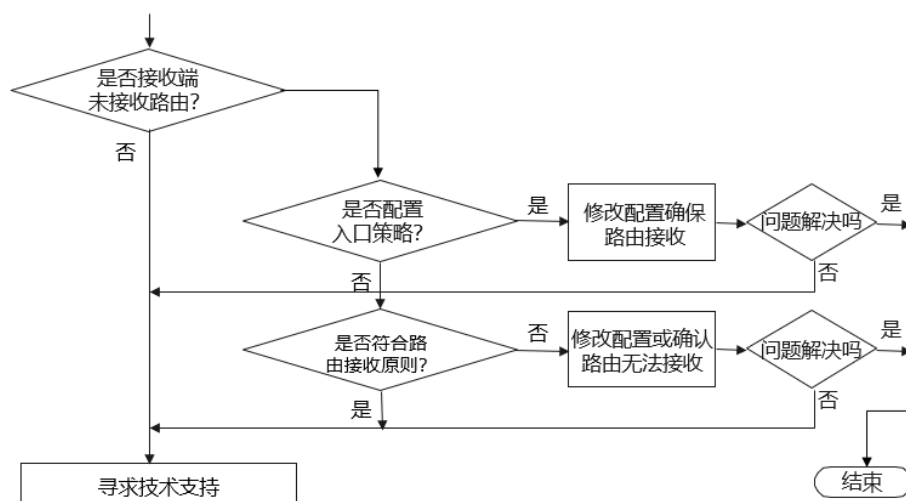 是否接收端
未接收路由?
否
是否配置
入口策略?
是
修改配置确保
路由接收
问题解决吗
是
否
否
是否符合路
由接收原则?
否
修改配置或确认
路由无法接收
问题解决吗
是
是
否
寻求技术支持
结束